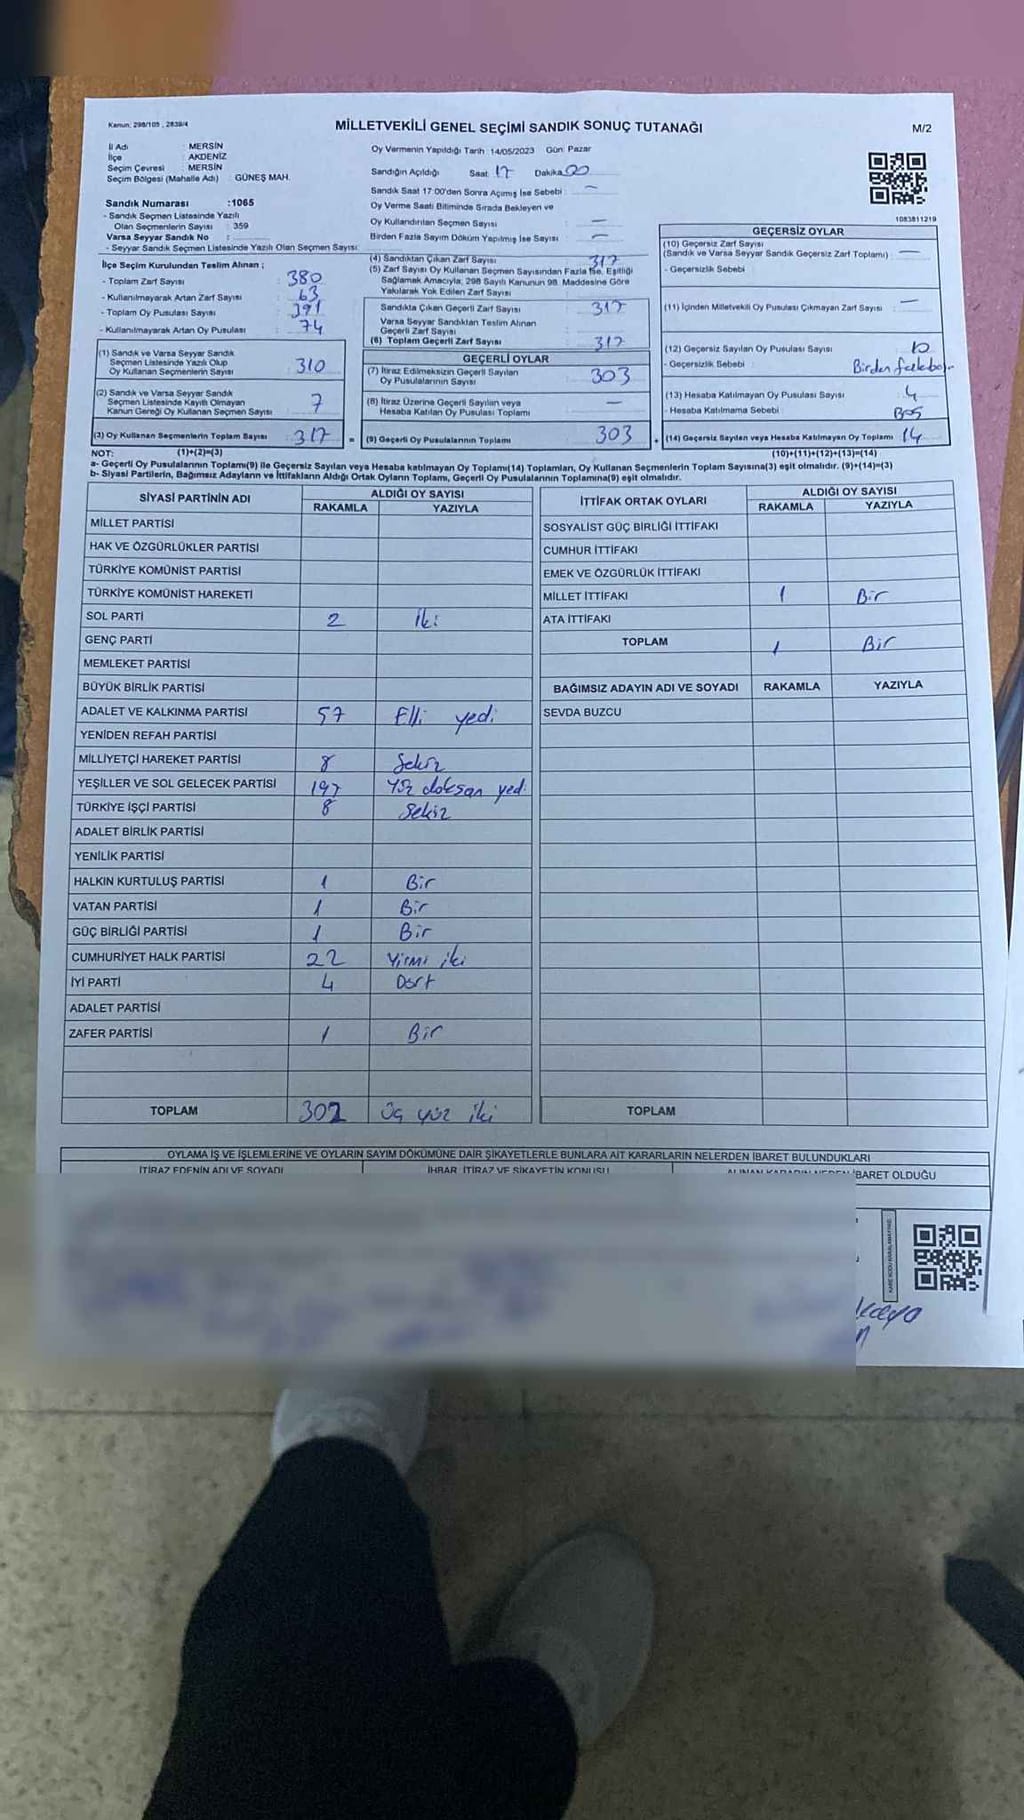 Kanun: 298/105 , 2839/4
MİLLETVEKİLİ GENEL SEÇİMİ SANDIK SONUÇ TUTANAĞI
M/2
İl Adı : MERSİN
İlçe : AKDENİZ
Seçim Çevresi : MERSİN
Seçim Bölgesi (Mahalle Adı) : GÜNEŞ MAH.
Sandık Numarası :1065
- Sandık Seçmen Listesinde Yazılı
Olan Seçmenlerin Sayısı : 359
Varsa Seyyar Sandık No :
- Seyyar Sandık Seçmen Listesinde Yazılı Olan Seçmen Sayısı:
Oy Vermenin Yapıldığı Tarih :14/05/2023 Gün: Pazar
Sandığın Açıldığı Saat: 17 Dakika: 00
Sandık Saat 17:00'den Sonra Açımış İse Sebebi : —
Oy Verme Saati Bitiminde Sırada Bekleyen ve
Oy Kullandırılan Seçmen Sayısı : —
Birden Fazla Sayım Döküm Yapılmış İse Sayısı : —
1083811219
İlçe Seçim Kurulundan Teslim Alınan ;
- Toplam Zarf Sayısı : 380
- Kullanılmayarak Artan Zarf Sayısı : 63
- Toplam Oy Pusulası Sayısı : 391
- Kullanılmayarak Artan Oy Pusulası : 74
(1) Sandık ve Varsa Seyyar Sandık
Seçmen Listesinde Yazılı Olup
Oy Kullanan Seçmenlerin Sayısı : 310
(2) Sandık ve Varsa Seyyar Sandık
Seçmen Listesinde Kayıtlı Olmayan
Kanun Gereği Oy Kullanan Seçmen Sayısı : 7
(3) Oy Kullanan Seçmenlerin Toplam Sayısı : 317 =
(4) Sandıktan Çıkan Zarf Sayısı : 317
(5) Zarf Sayısı Oy Kullanan Seçmen Sayısından Fazla İse, Eşitliği
Sağlamak Amacıyla; 298 Sayılı Kanunun 98. Maddesine Göre
Yakılarak Yok Edilen Zarf Sayısı :
Sandıkta Çıkan Geçerli Zarf Sayısı : 317
Varsa Seyyar Sandıktan Teslim Alınan
Geçerli Zarf Sayısı :
(6) Toplam Geçerli Zarf Sayısı : 317
GEÇERLİ OYLAR
(7) İtiraz Edilmeksizin Geçerli Sayılan
Oy Pusulalarının Sayısı : 303
(8) İtiraz Üzerine Geçerli Sayılan veya
Hesaba Katılan Oy Pusulası Toplamı : —
(9) Geçerli Oy Pusulalarının Toplamı : 303 +
GEÇERSİZ OYLAR
(10) Geçersiz Zarf Sayısı
(Sandık ve Varsa Seyyar Sandık Geçersiz Zarf Toplamı) : —
- Geçersizlik Sebebi :
(11) İçinden Milletvekili Oy Pusulası Çıkmayan Zarf Sayısı : —
(12) Geçersiz Sayılan Oy Pusulası Sayısı : 10
- Geçersizlik Sebebi : Birden fazla
(13) Hesaba Katılmayan Oy Pusulası Sayısı : 4
- Hesaba Katılmama Sebebi : Boş
(14) Geçersiz Sayılan veya Hesaba Katılmayan Oy Toplamı : 14
NOT: (1)+(2)=(3) (10)+(11)+(12)+(13)=(14)
a- Geçerli Oy Pusulalarının Toplamı(9) ile Geçersiz Sayılan veya Hesaba katılmayan Oy Toplamı(14) Toplamları, Oy Kullanan Seçmenlerin Toplam Sayısına(3) eşit olmalıdır. (9)+(14)=(3)
b- Siyasi Partilerin, Bağımsız Adayların ve İttifakların Aldığı Ortak Oyların Toplamı, Geçerli Oy Pusulalarının Toplamına(9) eşit olmalıdır.
SİYASİ PARTİNİN ADI ALDIĞI OY SAYISI
RAKAMLA YAZIYLA
MİLLET PARTİSİ
HAK VE ÖZGÜRLÜKLER PARTİSİ
TÜRKİYE KOMÜNİST PARTİSİ
TÜRKİYE KOMÜNİST HAREKETİ
SOL PARTİ 2 iki
GENÇ PARTİ
MEMLEKET PARTİSİ
BÜYÜK BİRLİK PARTİSİ
ADALET VE KALKINMA PARTİSİ 57 Elli yedi
YENİDEN REFAH PARTİSİ
MİLLİYETÇİ HAREKET PARTİSİ 8 Sekiz
YEŞİLLER VE SOL GELECEK PARTİSİ 197 Yüz doksan yedi
TÜRKİYE İŞÇİ PARTİSİ 8 Sekiz
ADALET BİRLİK PARTİSİ
YENİLİK PARTİSİ
HALKIN KURTULUŞ PARTİSİ 1 Bir
VATAN PARTİSİ 1 Bir
GÜÇ BİRLİĞİ PARTİSİ 1 Bir
CUMHURİYET HALK PARTİSİ 22 Yirmi iki
İYİ PARTİ 4 Dört
ADALET PARTİSİ
ZAFER PARTİSİ 1 Bir
TOPLAM 302 Üç yüz iki
İTTİFAK ORTAK OYLARI ALDIĞI OY SAYISI
RAKAMLA YAZIYLA
SOSYALİST GÜÇ BİRLİĞİ İTTİFAKI
CUMHUR İTTİFAKI
EMEK VE ÖZGÜRLÜK İTTİFAKI
MİLLET İTTİFAKI 1 Bir
ATA İTTİFAKI
TOPLAM 1 Bir
BAĞIMSIZ ADAYIN ADI VE SOYADI RAKAMLA YAZIYLA
SEVDA BUZCU
TOPLAM
OYLAMA İŞ VE İŞLEMLERİNE VE OYLARIN SAYIM DÖKÜMÜNE DAİR ŞİKAYETLERLE BUNLARA AİT KARARLARIN NELERDEN İBARET BULUNDUKLARI
İTİRAZ EDENİN ADI VE SOYADI İHBAR, İTİRAZ VE ŞİKAYETİN KONUSU ALINAN KARARIN NEDEN İBARET OLDUĞU